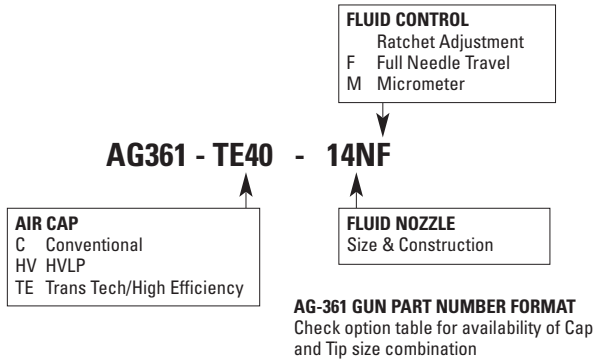 FLUID CONTROL
Ratchet Adjustment
F Full Needle Travel
M Micrometer
AG361 - TE40 - 14NF
AIR CAP
C Conventional
HV HVLP
TE Trans Tech/High Efficiency
FLUID NOZZLE
Size & Construction
AG-361 GUN PART NUMBER FORMAT
Check option table for availability of Cap
and Tip size combination